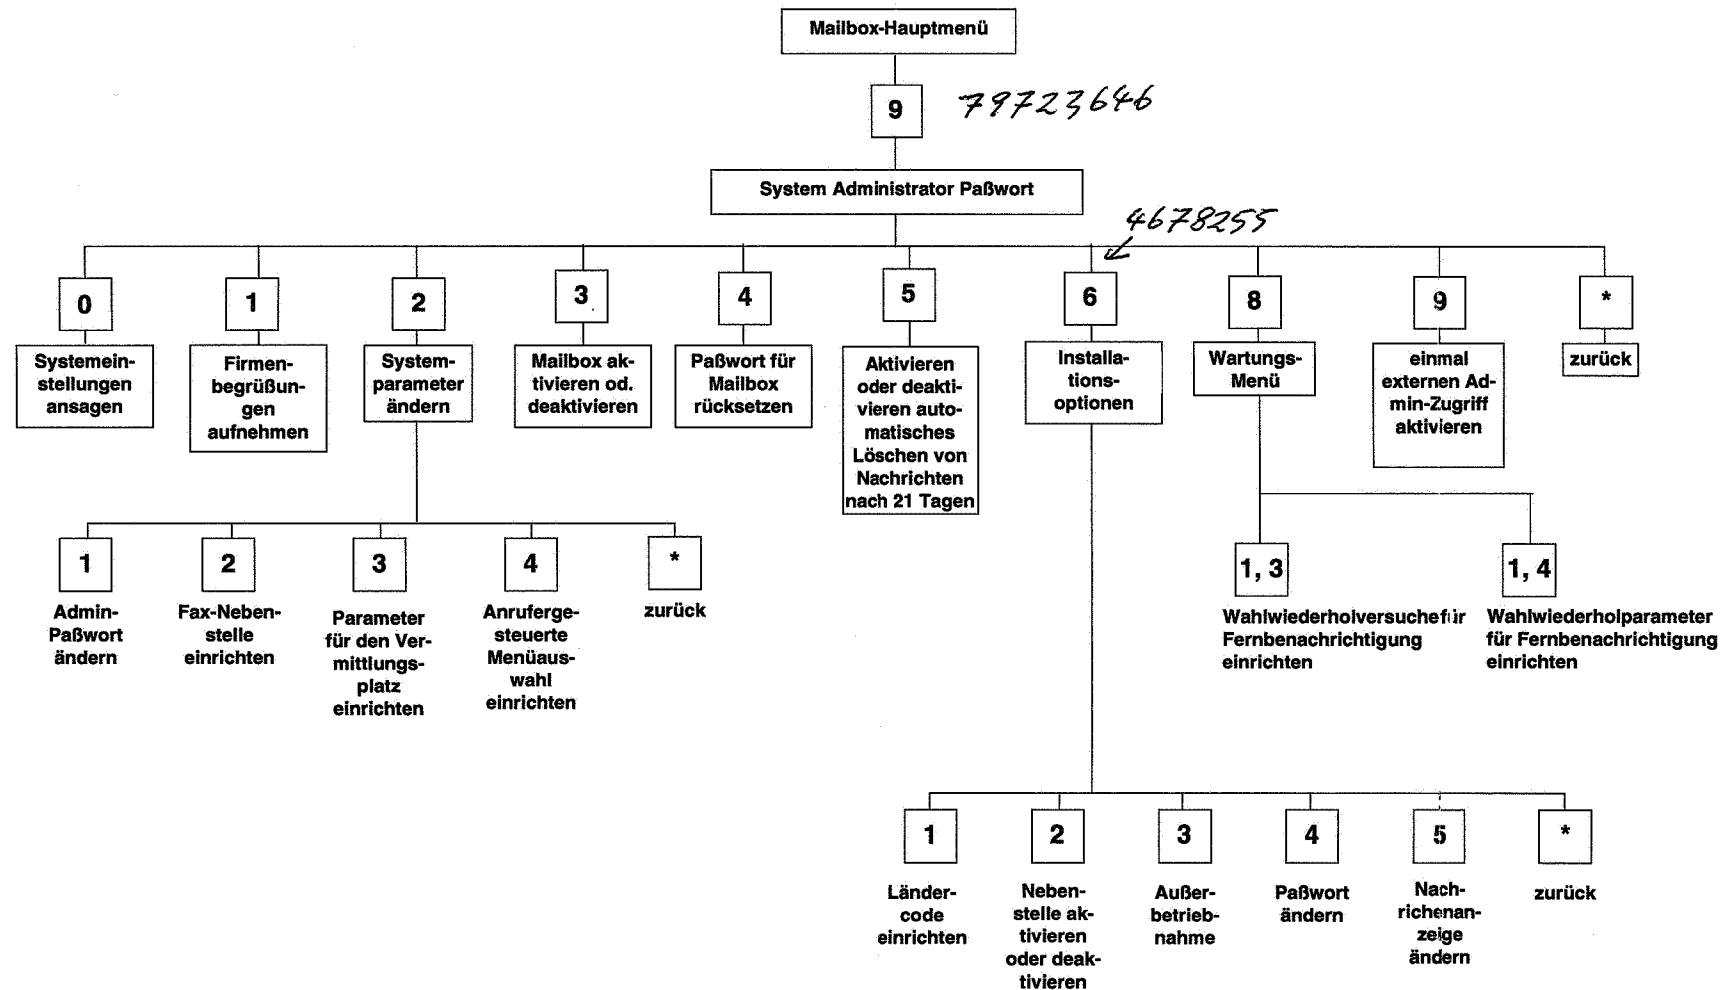 Mailbox-Hauptmenü
9
79723646
System Administrator Paßwort
4678255
0
Systemein-
stellungen
ansagen
1
Firmen-
begrüßun-
gen
aufnehmen
2
System-
parameter
ändern
3
Mailbox ak-
tivieren od.
deaktivieren
4
Paßwort für
Mailbox
rücksetzen
5
Aktivieren
oder deakti-
vieren auto-
matisches
Löschen von
Nachrichten
nach 21 Tagen
6
Installa-
tions-
optionen
8
Wartungs-
Menü
9
einmal
externen Ad-
min-Zugriff
aktivieren
*
zurück
1
Admin-
Paßwort
ändern
2
Fax-Neben-
stelle
einrichten
3
Parameter
für den Ver-
mittlungs-
platz
einrichten
4
Anruferge-
steuerte
Menüaus-
wahl
einrichten
*
zurück
1, 3
Wahlwiederholversuchefür
Fernbenachrichtigung
einrichten
1, 4
Wahlwiederholparameter
für Fernbenachrichtigung
einrichten
1
Länder-
code
einrichten
2
Neben-
stelle ak-
tivieren
oder deak-
tivieren
3
Außer-
betrieb-
nahme
4
Paßwort
ändern
5
Nach-
richenan-
zeige
ändern
*
zurück